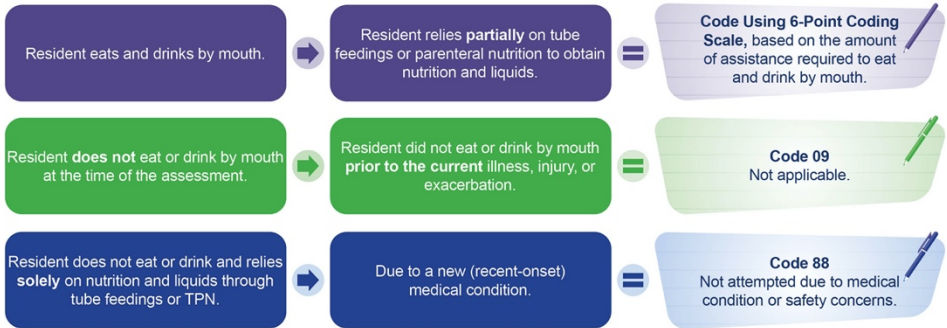 Resident eats and drinks by mouth.
Resident relies partially on tube
feedings or parenteral nutrition to obtain
nutrition and liquids.
Code Using 6-Point Coding
Scale, based on the amount
of assistance required to eat
and drink by mouth.
Resident does not eat or drink by mouth
at the time of the assessment.
Resident did not eat or drink by mouth
prior to the current illness, injury, or
exacerbation.
Code 09
Not applicable.
Resident does not eat or drink and relies
solely on nutrition and liquids through
tube feedings or TPN.
Due to a new (recent-onset)
medical condition.
Code 88
Not attempted due to medical
condition or safety concerns.